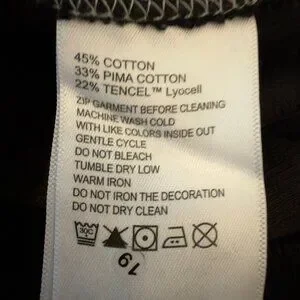 45% COTTON
33% PIMA COTTON
22% TENCEL™ Lyocell
ZIP GARMENT BEFORE CLEANING
MACHINE WASH COLD
WITH LIKE COLORS INSIDE OUT
GENTLE CYCLE
DO NOT BLEACH
TUMBLE DRY LOW
WARM IRON
DO NOT IRON THE DECORATION
DO NOT DRY CLEAN
30C
19